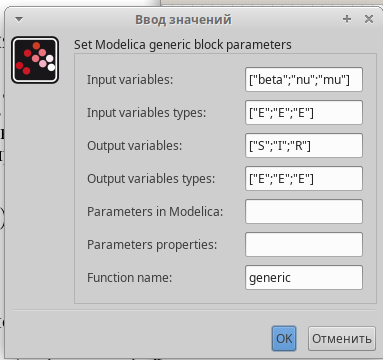 Ввод значений
Set Modelica generic block parameters
Input variables: ["beta";"nu";"mu"]
Input variables types: ["E";"E";"E"]
Output variables: ["S";"I";"R"]
Output variables types: ["E";"E";"E"]
Parameters in Modelica:
Parameters properties:
Function name: generic
OK Отменить